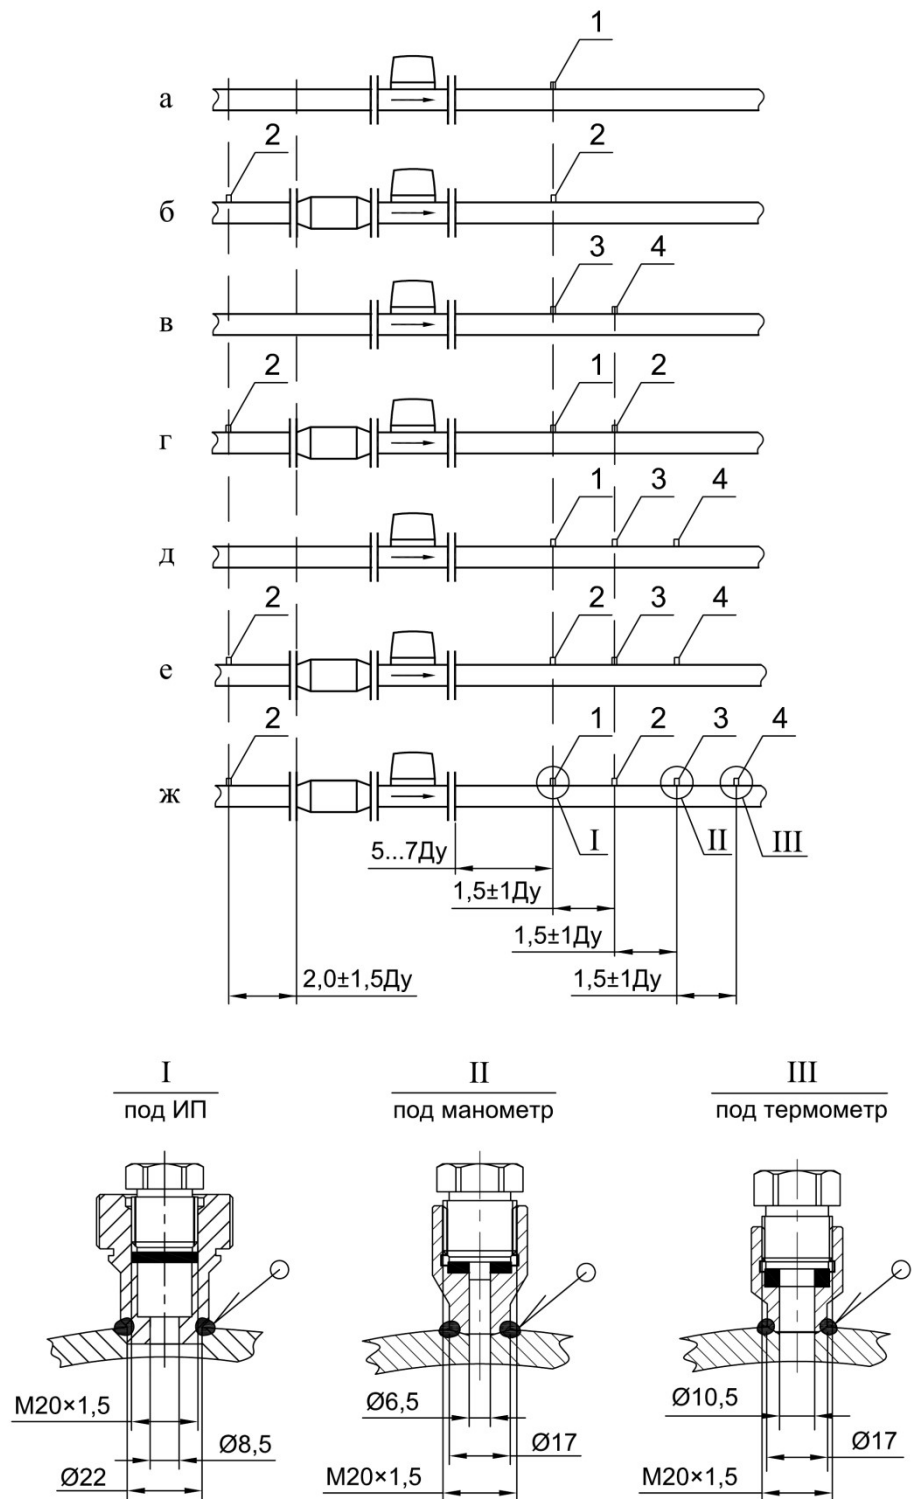 1
а
2 2
б
3 4
в
2 1 2
г
1 3 4
д
2 2 3 4
е
2 1 2 3 4
ж
I II III
5...7Ду
1,5±1Ду
1,5±1Ду
2,0±1,5Ду 1,5±1Ду
I II III
под ИП под манометр под термометр
М20×1,5 Ø6,5 Ø10,5
Ø8,5 Ø17 Ø17
Ø22 М20×1,5 М20×1,5